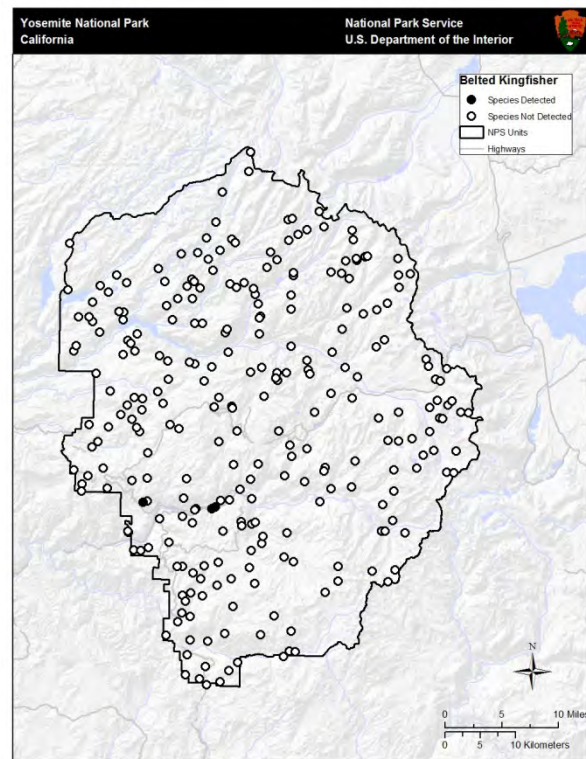 Yosemite National Park
California
National Park Service
U.S. Department of the Interior
Belted Kingfisher
Species Detected
Species Not Detected
NPS Units
Highways
N
0 5 10 Miles
0 5 10 Kilometers